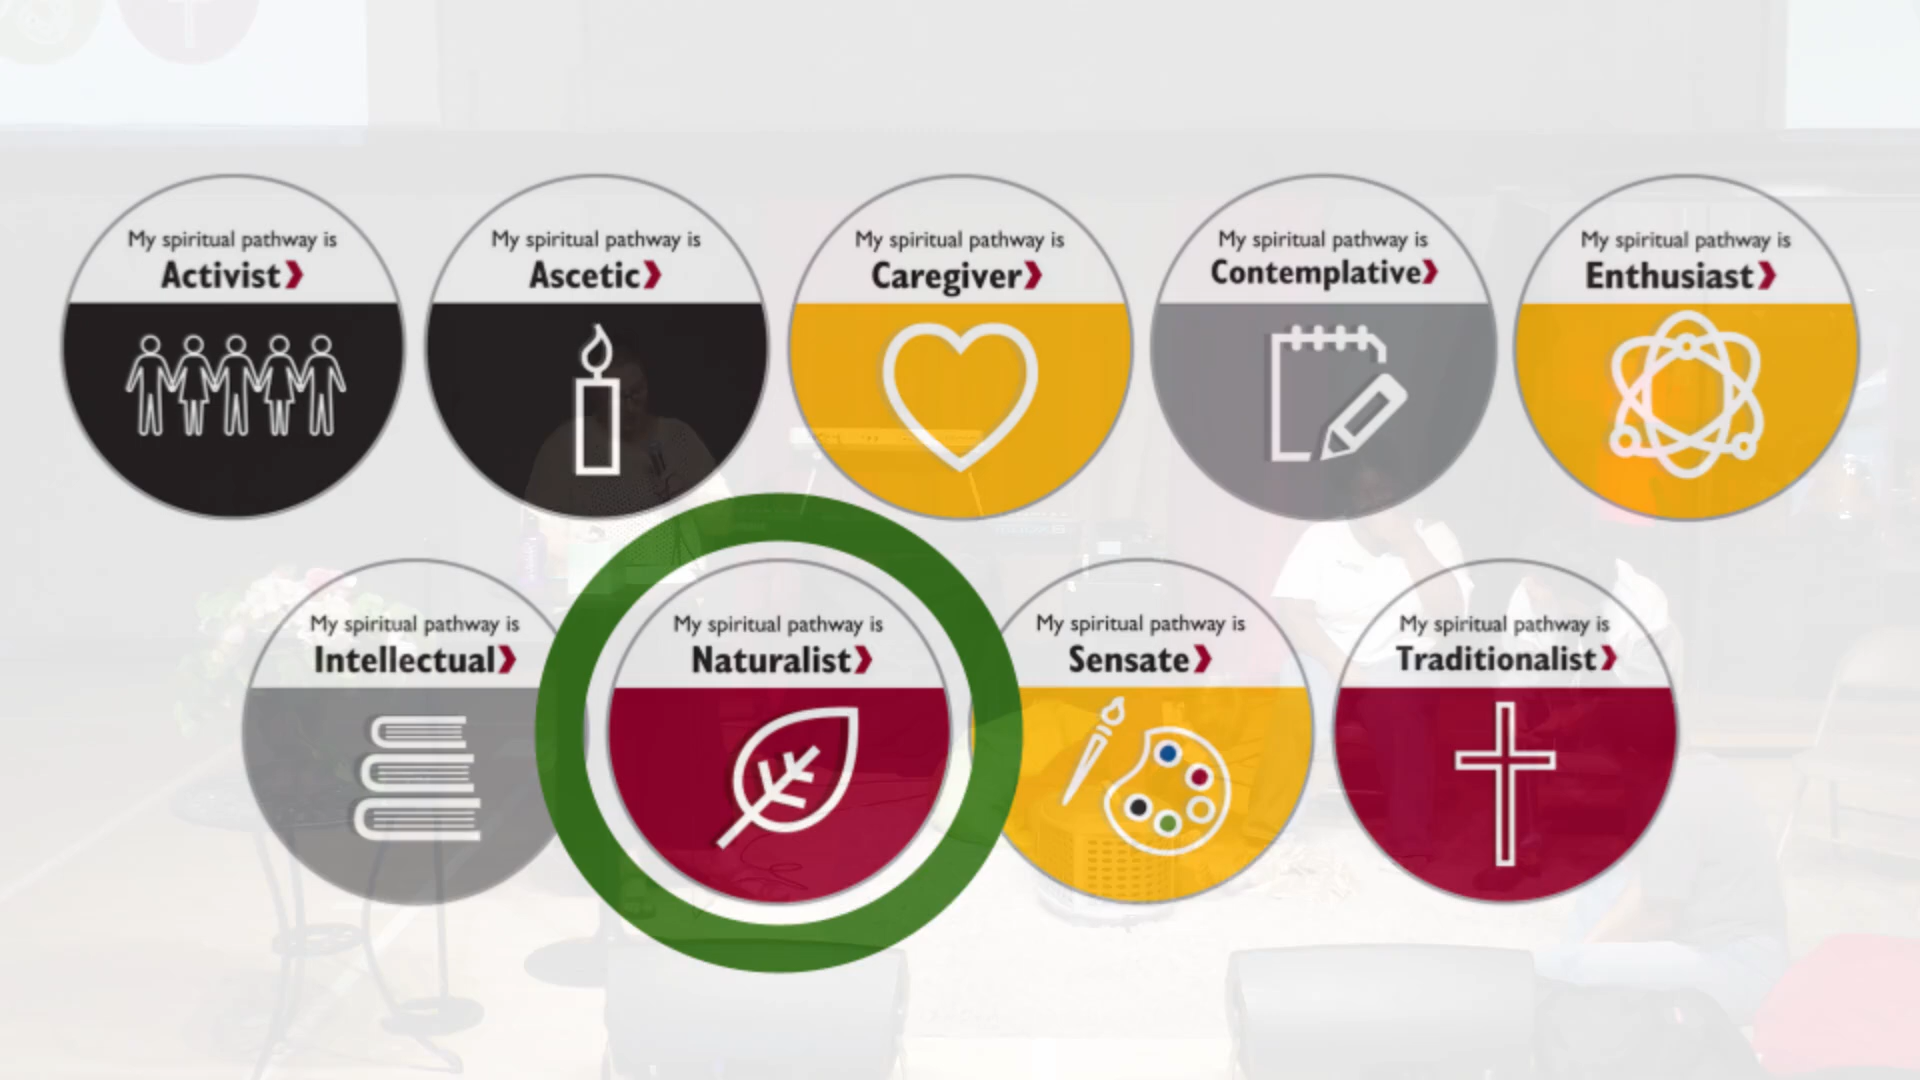 My spiritual pathway is
Activist
My spiritual pathway is
Ascetic
My spiritual pathway is
Caregiver
My spiritual pathway is
Contemplative
My spiritual pathway is
Enthusiast
My spiritual pathway is
Intellectual
My spiritual pathway is
Naturalist
My spiritual pathway is
Sensate
My spiritual pathway is
Traditionalist